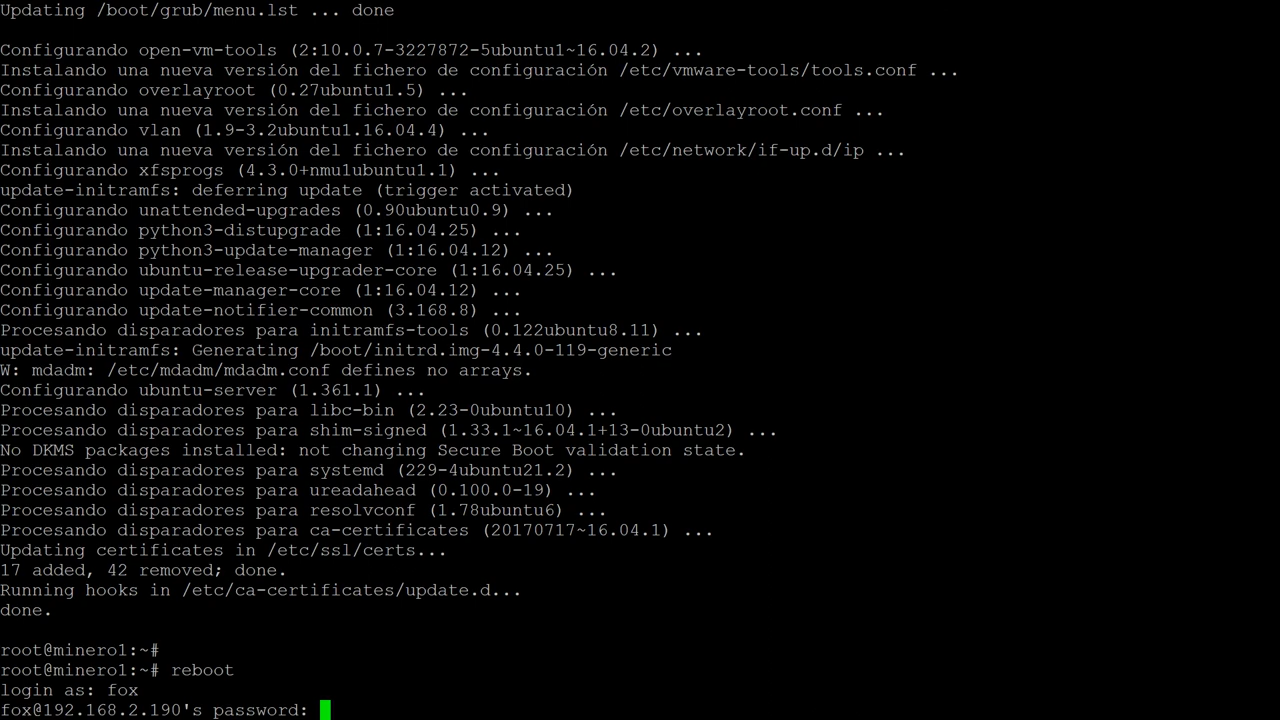 Updating /boot/grub/menu.lst ... done
Configurando open-vm-tools (2:10.0.7-3227872-5ubuntu1~16.04.2) ...
Instalando una nueva versión del fichero de configuración /etc/vmware-tools/tools.conf ...
Configurando overlayroot (0.27ubuntu1.5) ...
Instalando una nueva versión del fichero de configuración /etc/overlayroot.conf ...
Configurando vlan (1.9-3.2ubuntu1.16.04.4) ...
Instalando una nueva versión del fichero de configuración /etc/network/if-up.d/ip ...
Configurando xfsprogs (4.3.0+nmu1ubuntu1.1) ...
update-initramfs: deferring update (trigger activated)
Configurando unattended-upgrades (0.90ubuntu0.9) ...
Configurando python3-distupgrade (1:16.04.25) ...
Configurando python3-update-manager (1:16.04.12) ...
Configurando ubuntu-release-upgrader-core (1:16.04.25) ...
Configurando update-manager-core (1:16.04.12) ...
Configurando update-notifier-common (3.168.8) ...
Procesando disparadores para initramfs-tools (0.122ubuntu8.11) ...
update-initramfs: Generating /boot/initrd.img-4.4.0-119-generic
W: mdadm: /etc/mdadm/mdadm.conf defines no arrays.
Configurando ubuntu-server (1.361.1) ...
Procesando disparadores para libc-bin (2.23-0ubuntu10) ...
Procesando disparadores para shim-signed (1.33.1~16.04.1+13-0ubuntu2) ...
No DKMS packages installed: not changing Secure Boot validation state.
Procesando disparadores para systemd (229-4ubuntu21.2) ...
Procesando disparadores para ureadahead (0.100.0-19) ...
Procesando disparadores para resolvconf (1.78ubuntu6) ...
Procesando disparadores para ca-certificates (20170717~16.04.1) ...
Updating certificates in /etc/ssl/certs...
17 added, 42 removed; done.
Running hooks in /etc/ca-certificates/update.d...
done.
root@minero1:~#
root@minero1:~# reboot
login as: fox
fox@192.168.2.190's password: